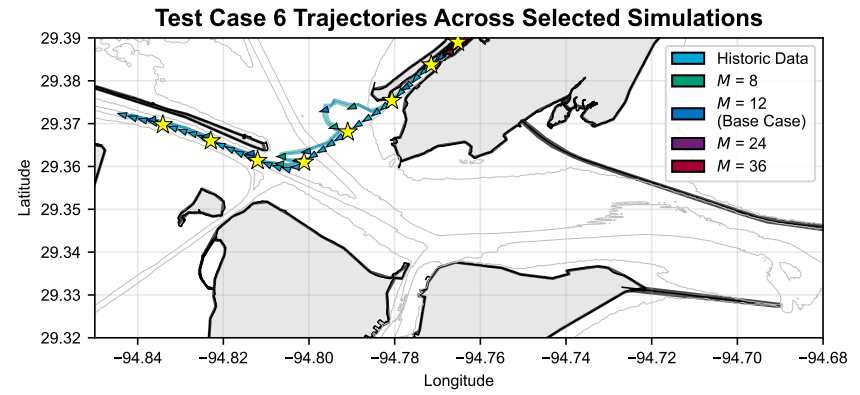 Test Case 6 Trajectories Across Selected Simulations
29.39
29.38
29.37
29.36
29.35
29.34
29.33
29.32
Latitude
Historic Data
M = 8
M = 12
(Base Case)
M = 24
M = 36
−94.84
−94.82
−94.80
−94.78
−94.76
−94.74
−94.72
−94.70
−94.68
Longitude